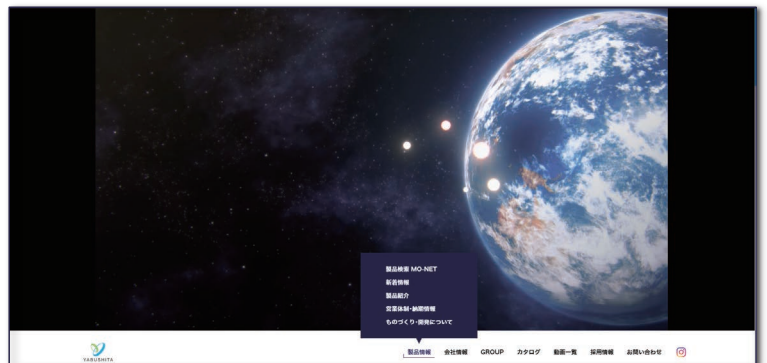 製品検索 MO-NET
新着情報
製品紹介
営業体制・納期情報
ものづくり・開発について
YABUSHITA
製品情報 会社情報 GROUP カタログ 動画一覧 採用情報 お問い合わせ